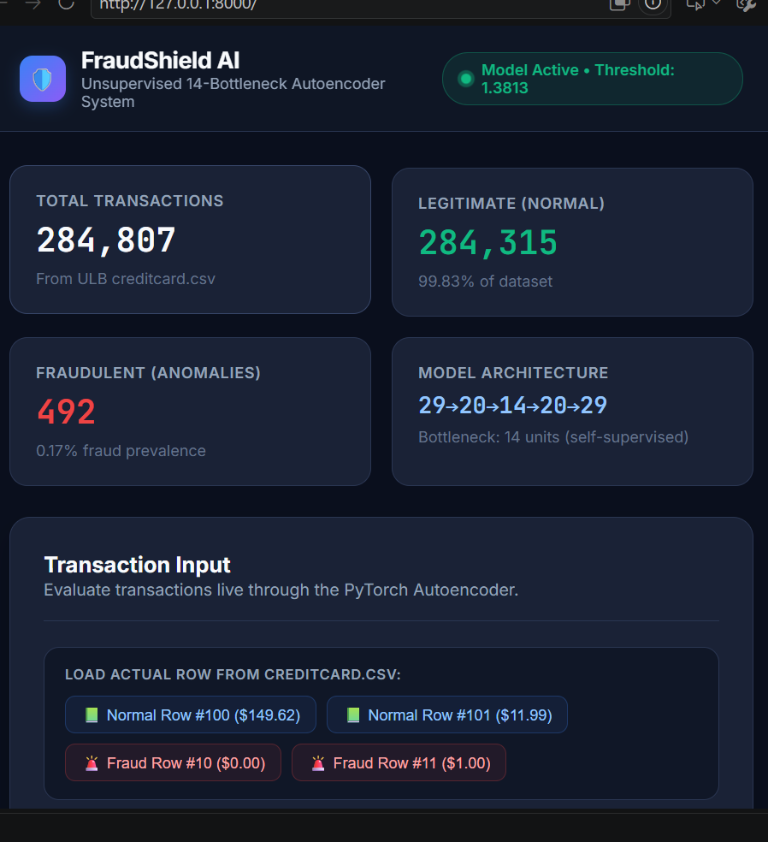 http://127.0.0.1:8000/
FraudShield AI
Unsupervised 14-Bottleneck Autoencoder
System
Model Active • Threshold:
1.3813
TOTAL TRANSACTIONS
284,807
From ULB creditcard.csv
LEGITIMATE (NORMAL)
284,315
99.83% of dataset
FRAUDULENT (ANOMALIES)
492
0.17% fraud prevalence
MODEL ARCHITECTURE
29→20→14→20→29
Bottleneck: 14 units (self-supervised)
Transaction Input
Evaluate transactions live through the PyTorch Autoencoder.
LOAD ACTUAL ROW FROM CREDITCARD.CSV:
Normal Row #100 ($149.62)
Normal Row #101 ($11.99)
Fraud Row #10 ($0.00)
Fraud Row #11 ($1.00)